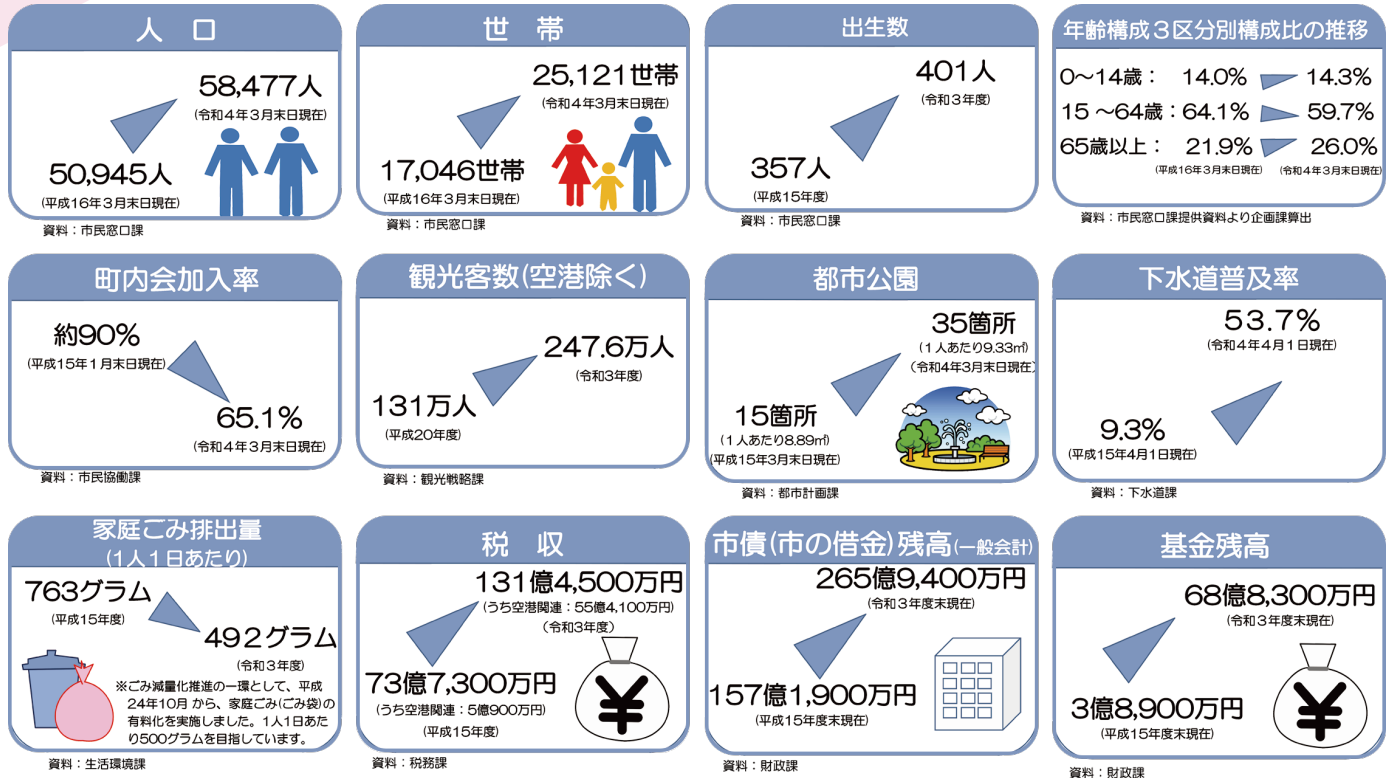 人　口
58,477人
(令和４年３月末日現在)
50,945人
(平成16年３月末日現在)
資料：市民窓口課
世　帯
25,121世帯
(令和４年３月末日現在)
17,046世帯
(平成16年３月末日現在)
資料：市民窓口課
出生数
401人
(令和３年度)
357人
(平成15年度)
資料：市民窓口課
年齢構成３区分別構成比の推移
0～14歳： 14.0% 14.3%
15 ～64歳：64.1% 59.7%
65歳以上： 21.9% 26.0%
(平成16年３月末日現在) (令和４年３月末日現在)
資料：市民窓口課提供資料より企画課算出
町内会加入率
約90%
(平成15年１月末日現在)
65.1%
(令和４年３月末日現在)
資料：市民協働課
観光客数(空港除く)
247.6万人
(令和3年度)
131万人
(平成20年度)
資料：観光戦略課
都市公園
35箇所
(１人あたり9.33㎡)
(令和4年3月末現在)
15箇所
(１人あたり8.89㎡)
(平成15年3月末現在)
資料：都市計画課
下水道普及率
53.7%
(令和４年４月１日現在)
9.3%
(平成15年4月1日現在)
資料：下水道課
家庭ごみ排出量
(1人１日あたり)
763グラム
(平成15年度)
492グラム
(令和３年度)
※ごみ減量化推進の一環として、平成
24年10月 から、家庭ごみ(ごみ袋)の
有料化を実施しました。1人1日あた
り500グラムを目指しています。
資料：生活環境課
税　収
131億4,500万円
(うち空港関連：55億4,100万円)
(令和3年度)
73億7,300万円
(うち空港関連：5億900万円)
(平成15年度)
¥
資料：税務課
市債(市の借金)残高(一般会計)
265億9,400万円
(令和３年度末現在)
157億1,900万円
(平成15年度末現在)
資料：財政課
基金残高
68億8,300万円
(令和３年度末現在)
3億8,900万円
(平成15年度末現在)
¥
資料：財政課